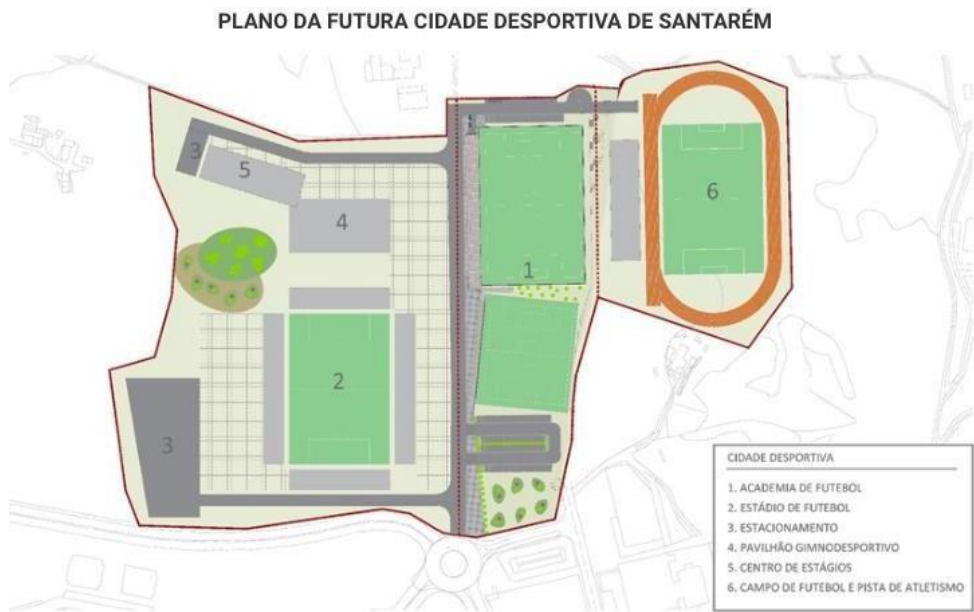 PLANO DA FUTURA CIDADE DESPORTIVA DE SANTARÉM
3
5
4
1
6
2
3
CIDADE DESPORTIVA
1. ACADEMIA DE FUTEBOL
2. ESTÁDIO DE FUTEBOL
3. ESTACIONAMENTO
4. PAVILHÃO GIMNODESPORTIVO
5. CENTRO DE ESTÁGIOS
6. CAMPO DE FUTEBOL E PISTA DE ATLETISMO